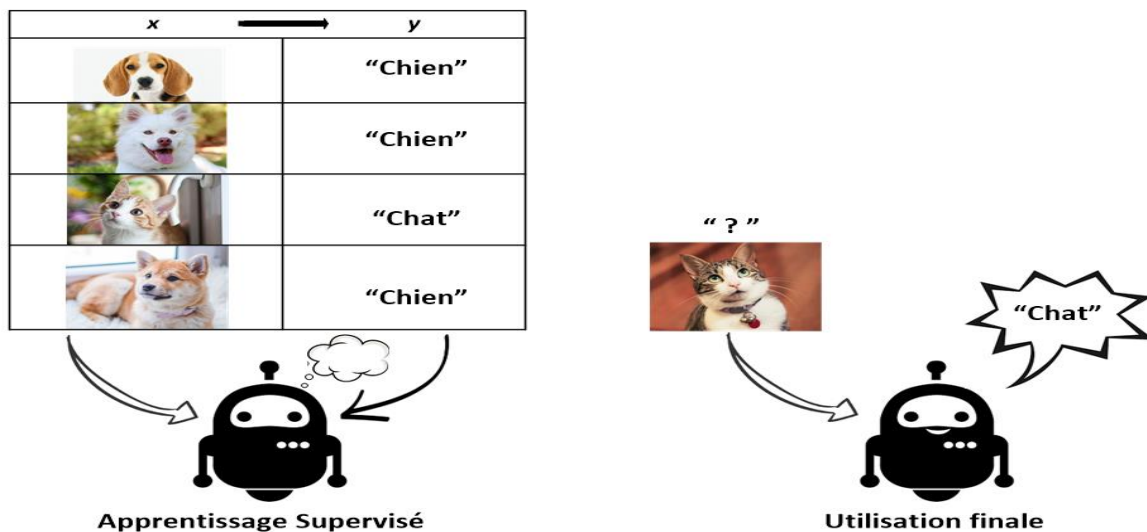 x y
“Chien”
“Chien”
“Chat”
“Chien”
“ ? ”
“Chat”
Apprentissage Supervisé
Utilisation finale